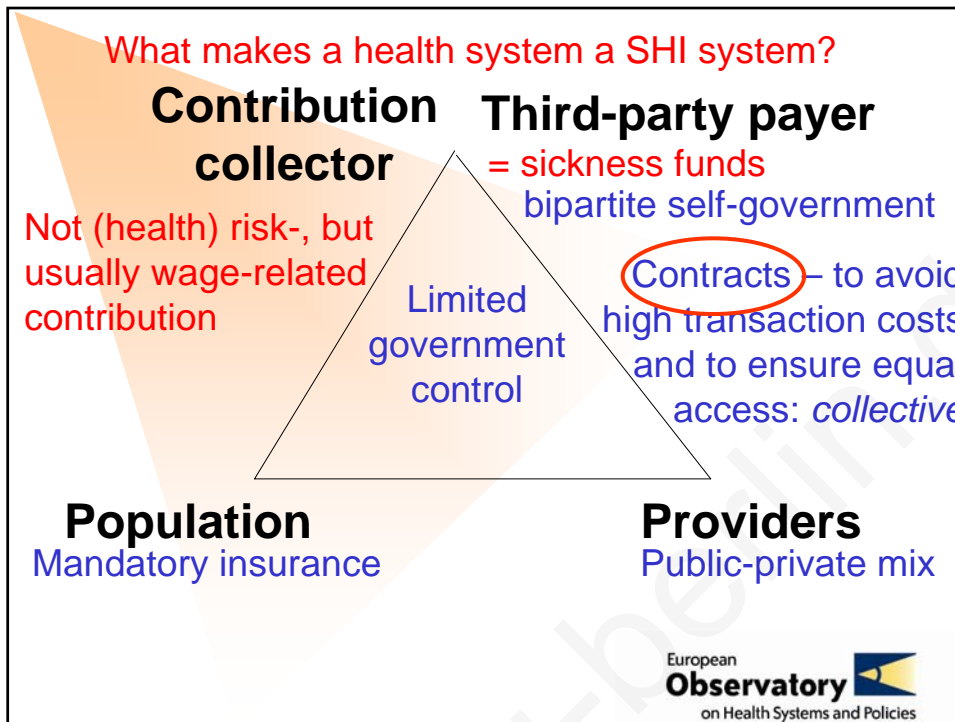 What makes a health system a SHI system?
Contribution
collector
Third-party payer
= sickness funds
bipartite self-government
Not (health) risk-, but
usually wage-related
contribution
Limited
government
control
Contracts – to avoid
high transaction costs
and to ensure equa
access: collective
Population
Mandatory insurance
Providers
Public-private mix
European
Observatory
on Health Systems and Policies